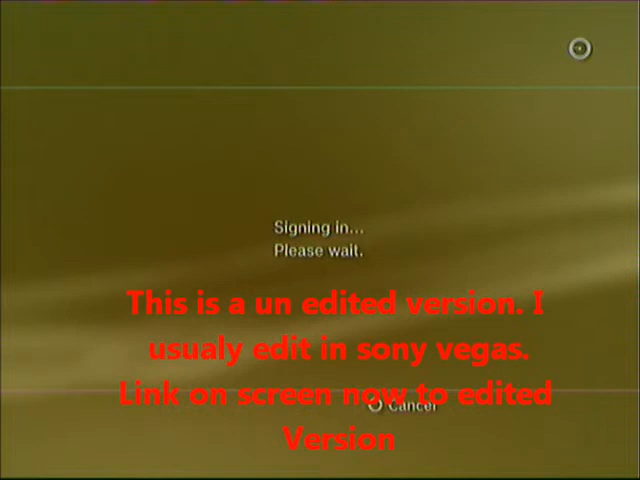 Signing in...
Please wait.
This is a un edited version. I
usualy edit in sony vegas.
Link on screen now to edited
Cancel
Version